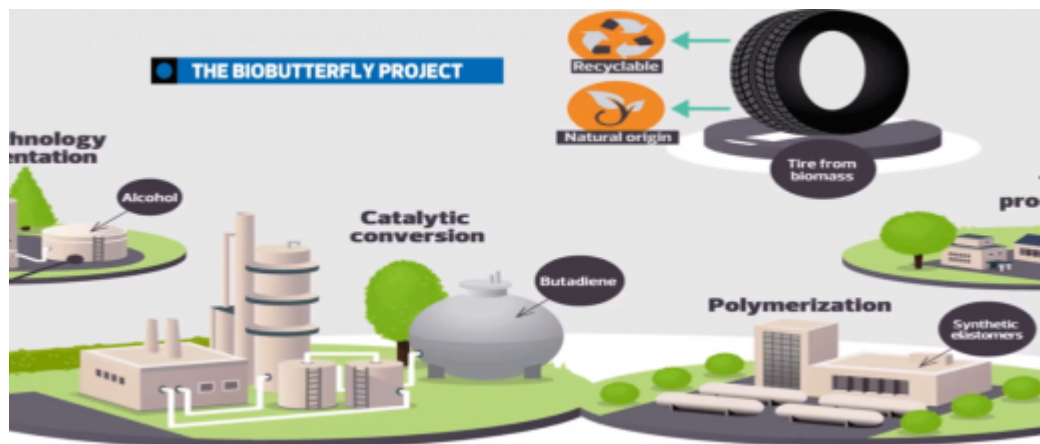 THE BIOBUTTERFLY PROJECT
Recyclable
Natural origin
Tire from
biomass
hnology
entation
Alcohol
Catalytic
conversion
Butadiene
Polymerization
Synthetic
elastomers
pro